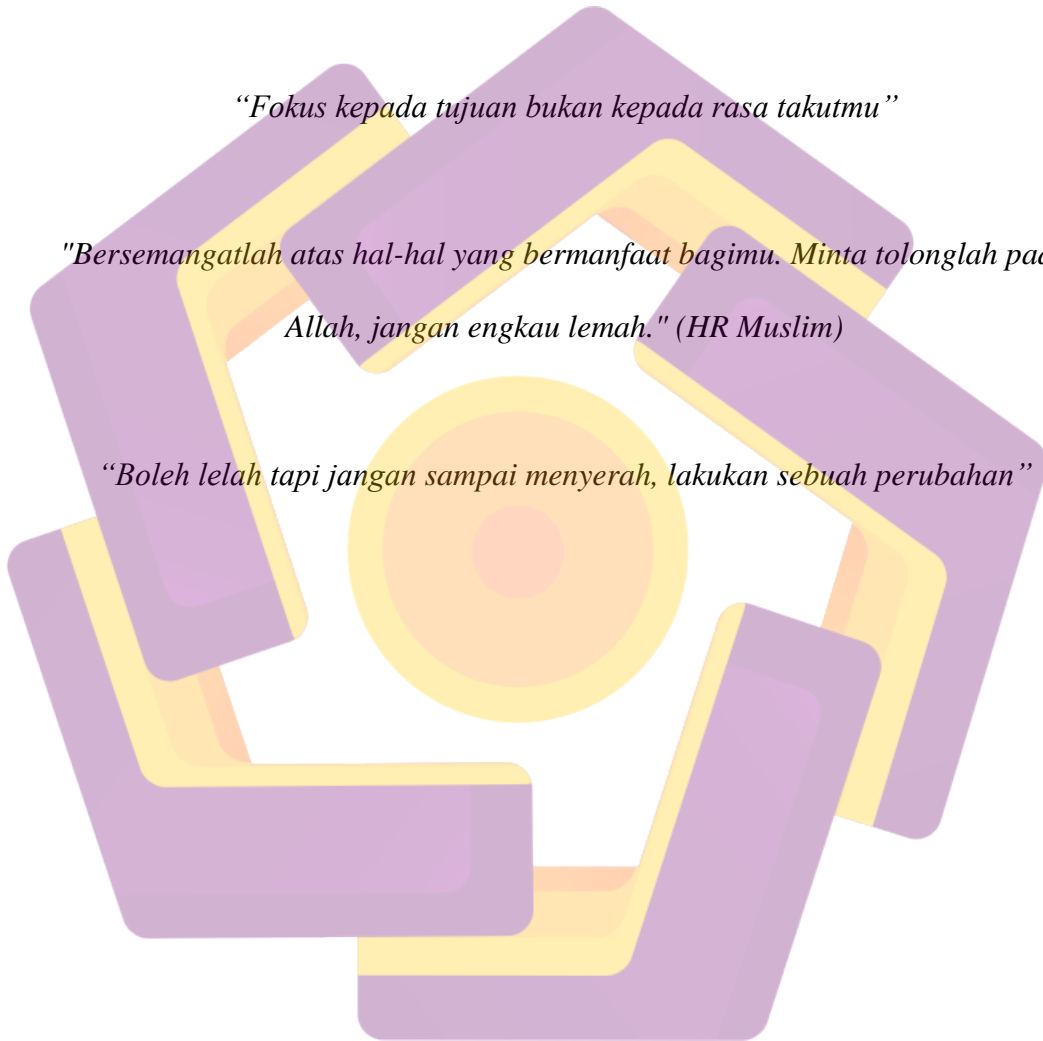 “Fokus kepada tujuan bukan kepada rasa takutmu”
"Bersemangatlah atas hal-hal yang bermanfaat bagimu. Minta tolonglah
Allah, jangan engkau lemah." (HR Muslim)
“Boleh lelah tapi jangan sampai menyerah, lakukan sebuah perubahan”